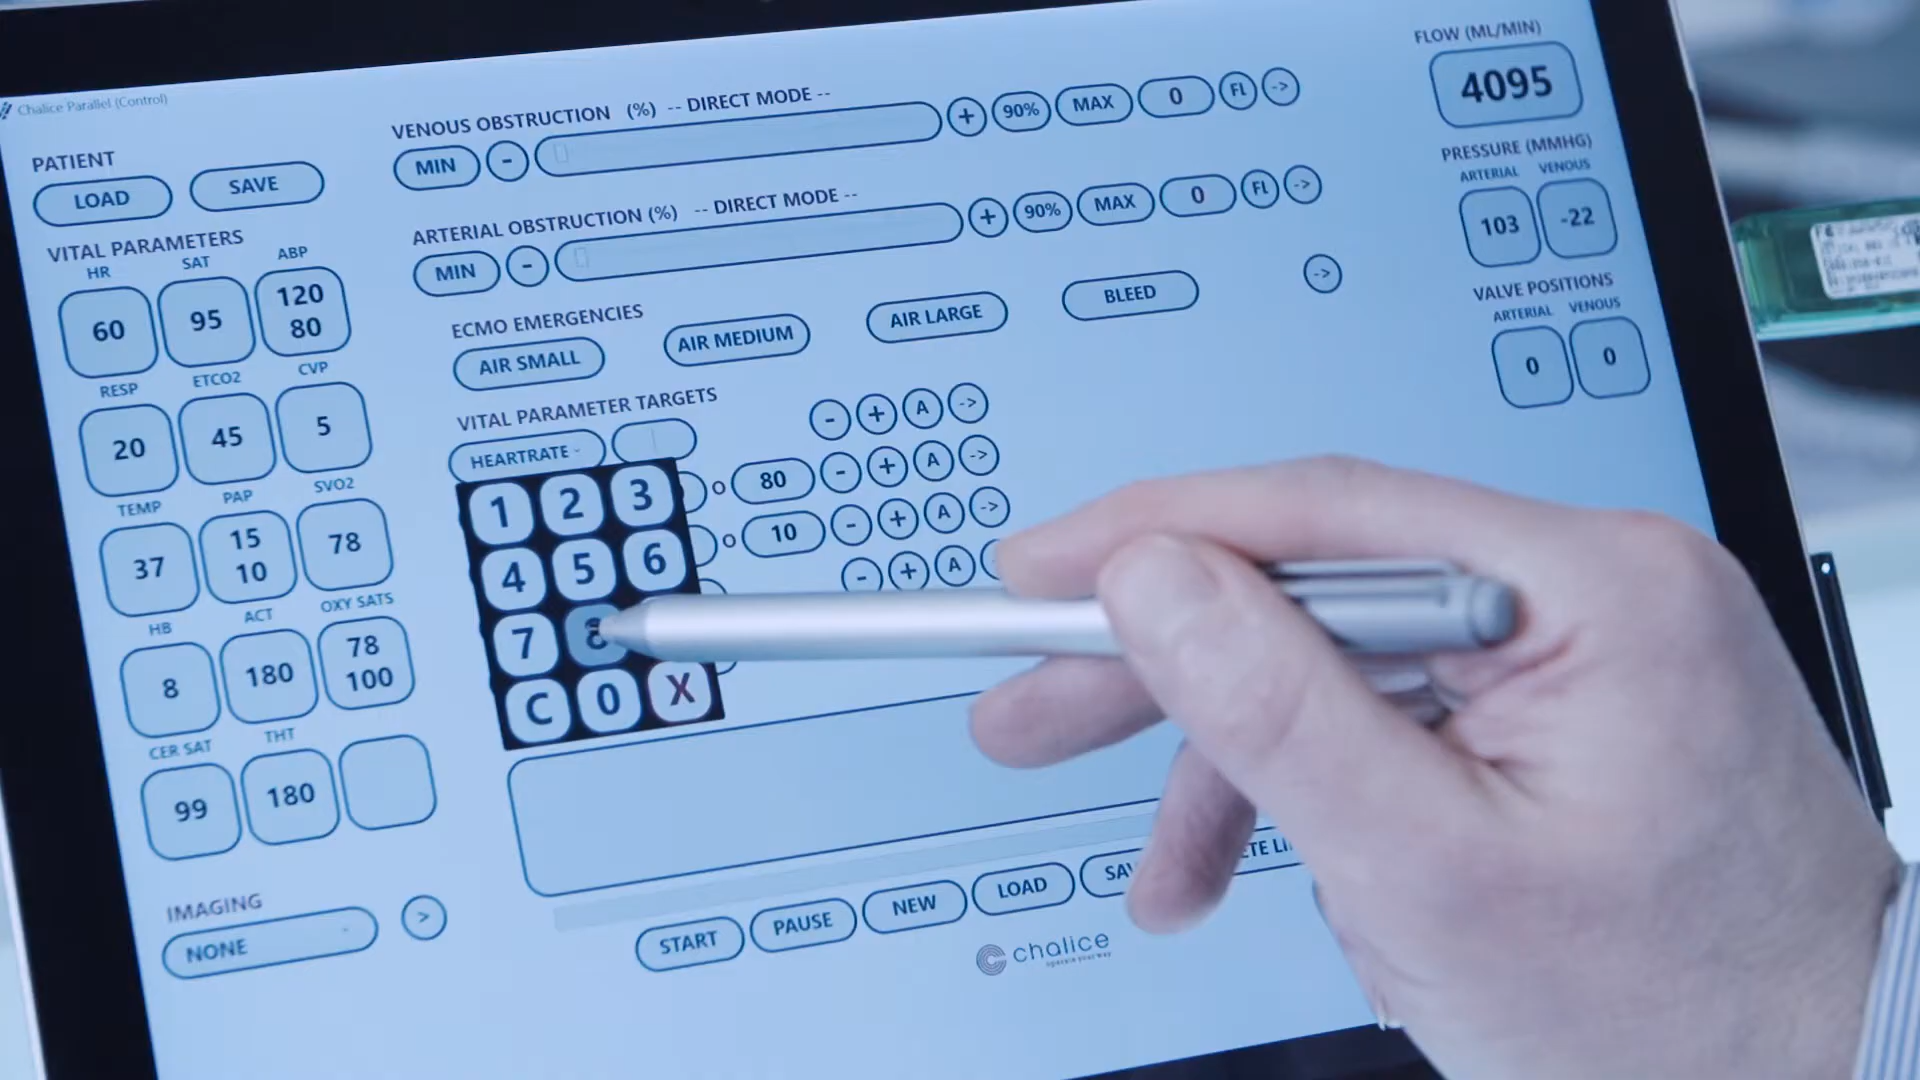 Chalice Parallel (Control)
PATIENT
LOAD
SAVE
VITAL PARAMETERS
HR
SAT
ABP
60
95
120
80
RESP
ETCO2
CVP
20
45
5
TEMP
PAP
SVO2
37
15
10
78
HB
ACT
OXY SATS
8
180
78
100
CER SAT
THT
99
180
IMAGING
NONE
>
VENOUS OBSTRUCTION (%) -- DIRECT MODE --
MIN - + 90% MAX 0 FL ->
ARTERIAL OBSTRUCTION (%) -- DIRECT MODE --
MIN - + 90% MAX 0 FL ->
ECMO EMERGENCIES
AIR SMALL
AIR MEDIUM
AIR LARGE
BLEED
->
VITAL PARAMETER TARGETS
HEARTRATE - - + A ->
80 - + A ->
10 - + A ->
- + A
1 2 3
4 5 6
7 8
C 0 X
START
PAUSE
NEW
LOAD
chalice
FLOW (ML/MIN)
4095
PRESSURE (MMHG)
ARTERIAL VENOUS
103 -22
VALVE POSITIONS
ARTERIAL VENOUS
0 0